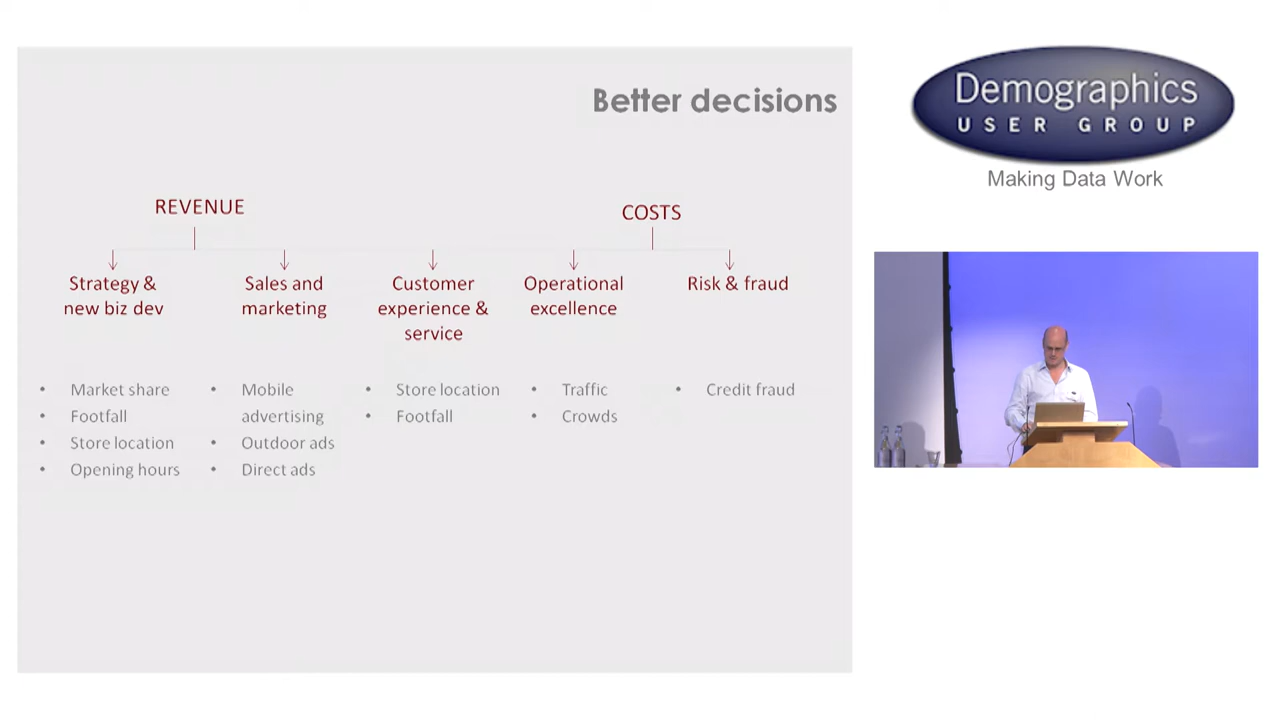 Better decisions
REVENUE
COSTS
Strategy &
new biz dev
Sales and
marketing
Customer
experience &
service
Operational
excellence
Risk & fraud
• Market share
• Footfall
• Store location
• Opening hours
• Mobile
advertising
• Outdoor ads
• Direct ads
• Store location
• Footfall
• Traffic
• Crowds
• Credit fraud
Demographics
USER GROUP
Making Data Work